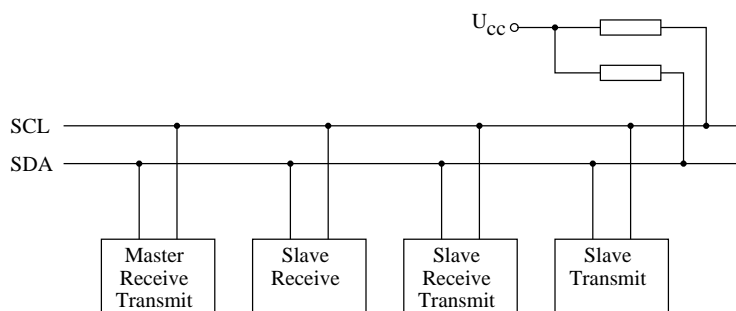 Ucc
SCL
SDA
Master
Receive
Transmit
Slave
Receive
Slave
Receive
Transmit
Slave
Transmit